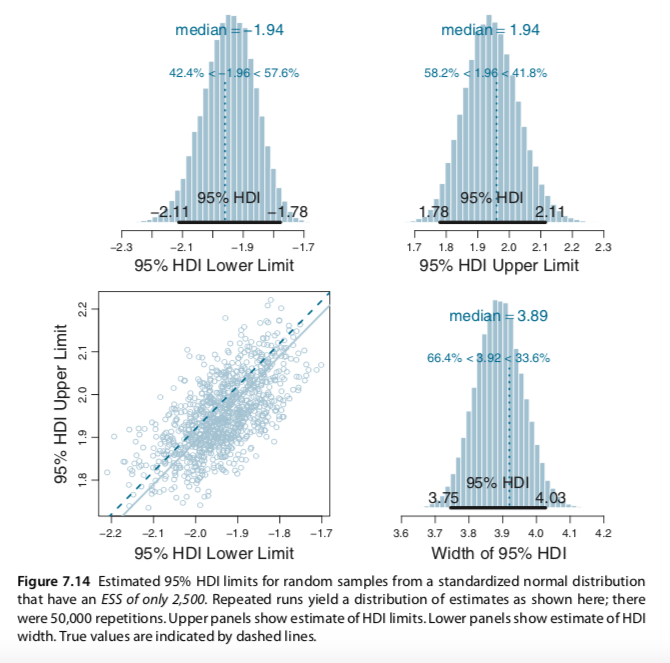 median = −1.94
42.4% < −1.96 < 57.6%
95% HDI
−2.11
−1.78
−2.3
−2.1
−1.9
−1.7
95% HDI Lower Limit
median = 1.94
58.2% < 1.96 < 41.8%
95% HDI
1.78
2.11
1.7
1.8
1.9
2.0
2.1
2.2
2.3
95% HDI Upper Limit
95% HDI Upper Limit
2.2
2.1
2.0
1.9
1.8
−2.2
−2.1
−2.0
−1.9
−1.8
−1.7
95% HDI Lower Limit
median = 3.89
66.4% < 3.92 < 33.6%
95% HDI
3.75
4.03
3.6
3.7
3.8
3.9
4.0
4.1
4.2
Width of 95% HDI
Figure 7.14 Estimated 95% HDI limits for random samples from a standardized normal distribution
that have an ESS of only 2,500. Repeated runs yield a distribution of estimates as shown here; there
were 50,000 repetitions. Upper panels show estimate of HDI limits. Lower panels show estimate of HDI
width. True values are indicated by dashed lines.